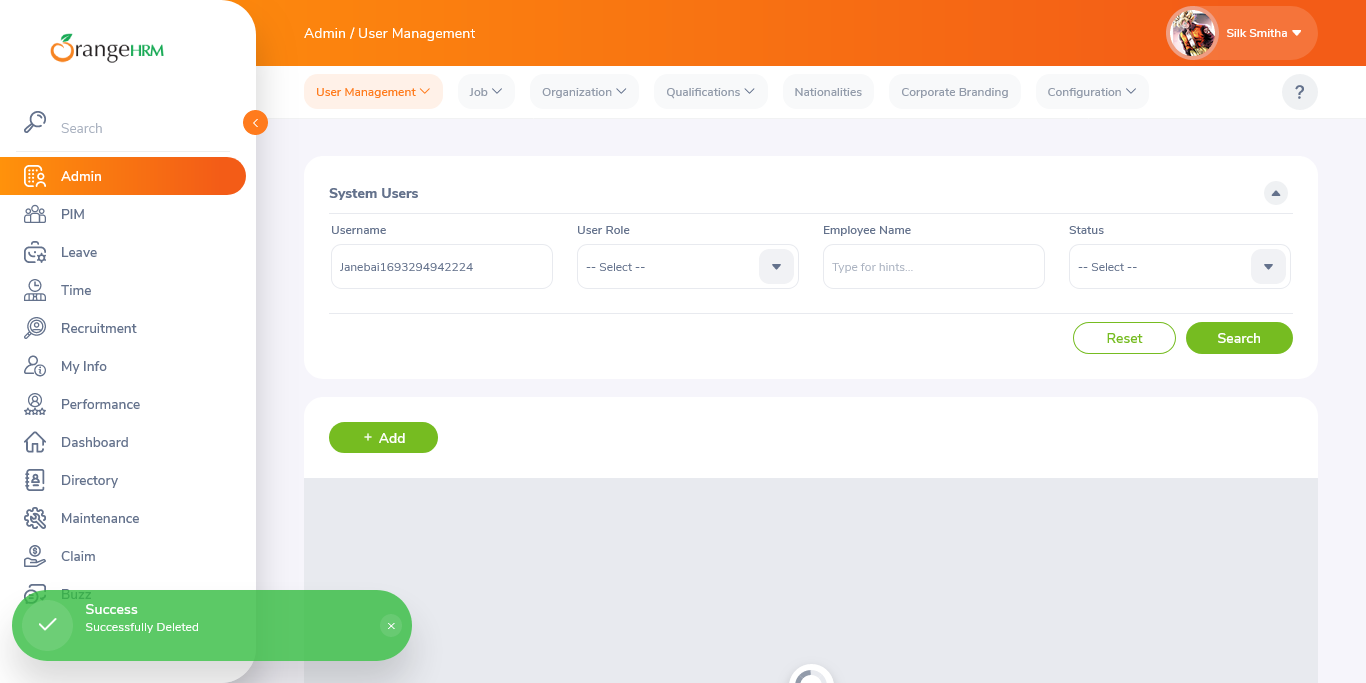 OrangeHRM
Search
Admin
PIM
Leave
Time
Recruitment
My Info
Performance
Dashboard
Directory
Maintenance
Claim
Buzz
Admin / User Management
Silk Smitha
User Management
Job
Organization
Qualifications
Nationalities
Corporate Branding
Configuration
?
System Users
Username
User Role
Employee Name
Status
Janebai1693294942224
-- Select --
Type for hints...
-- Select --
Reset
Search
+ Add
Success
Successfully Deleted
×